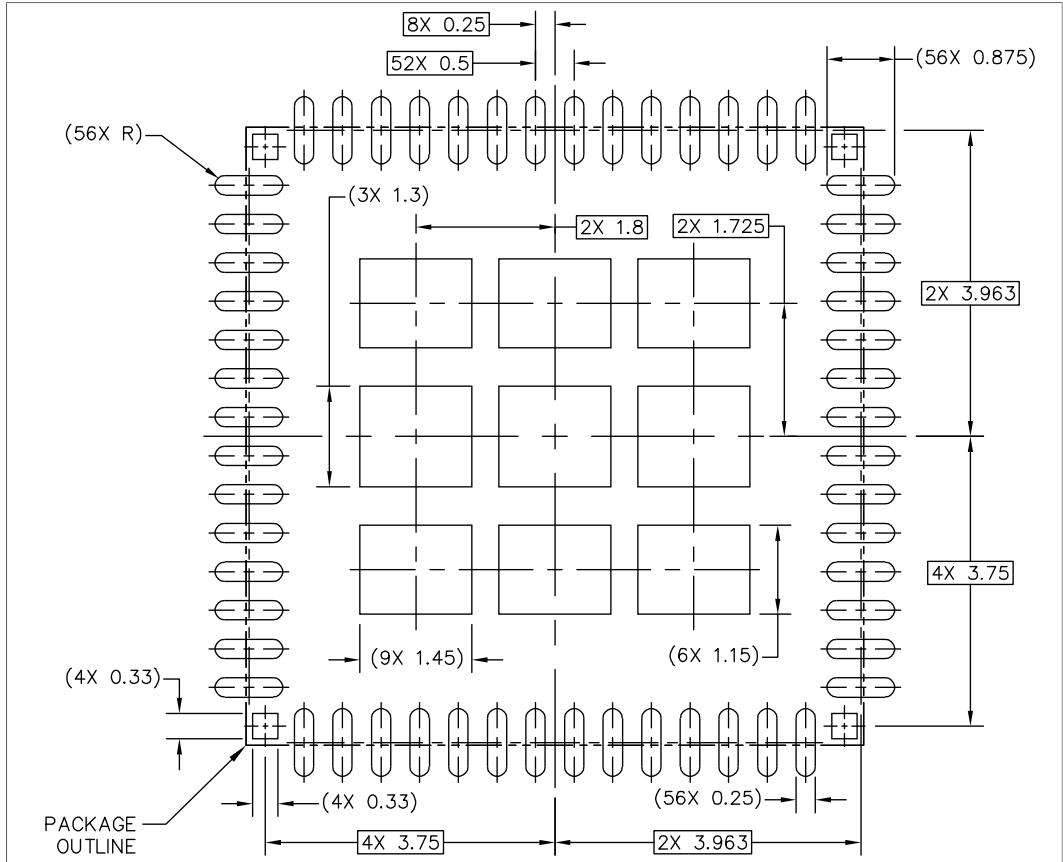 8X 0.25
52X 0.5
(56X 0.875)
(56X R)
(3X 1.3)
2X 1.8
2X 1.725
2X 3.963
4X 3.75
(9X 1.45)
(6X 1.15)
(4X 0.33)
(4X 0.33)
(56X 0.25)
PACKAGE
OUTLINE
4X 3.75
2X 3.963